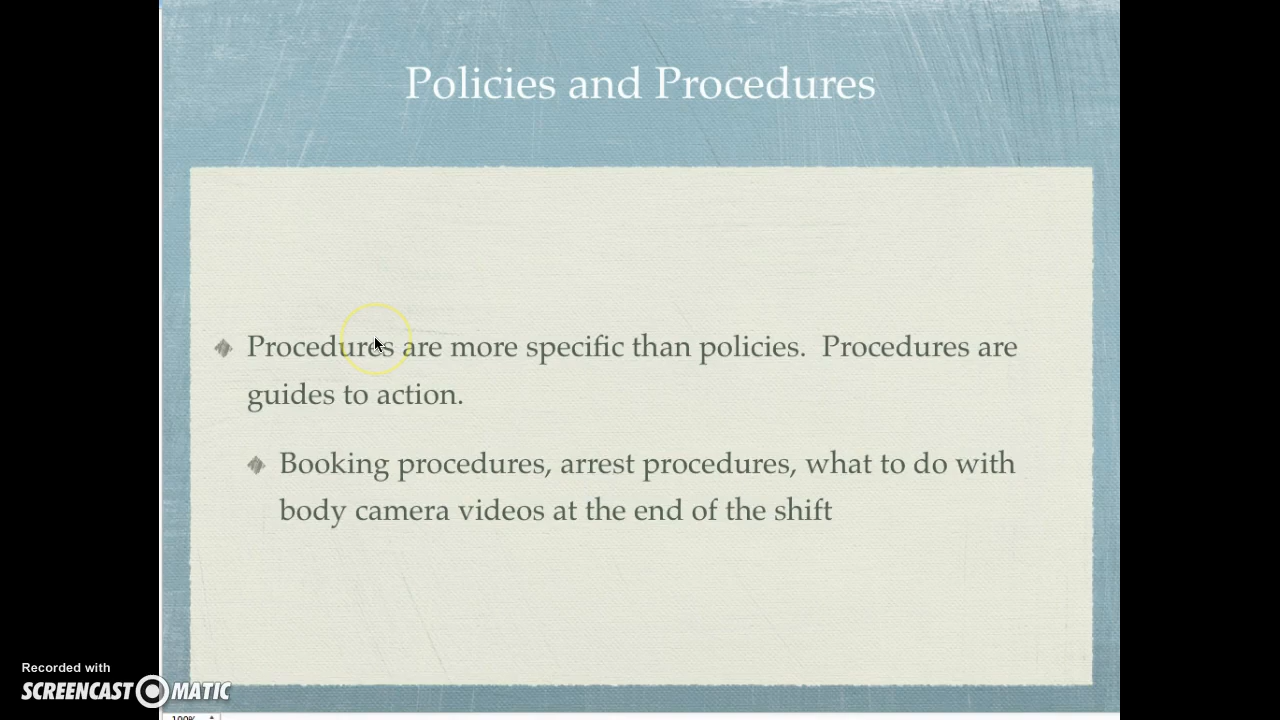 Policies and Procedures
Procedures are more specific than policies.  Procedures are
guides to action.
Booking procedures, arrest procedures, what to do with
body camera videos at the end of the shift
Recorded with
SCREENCAST MATIC
100%